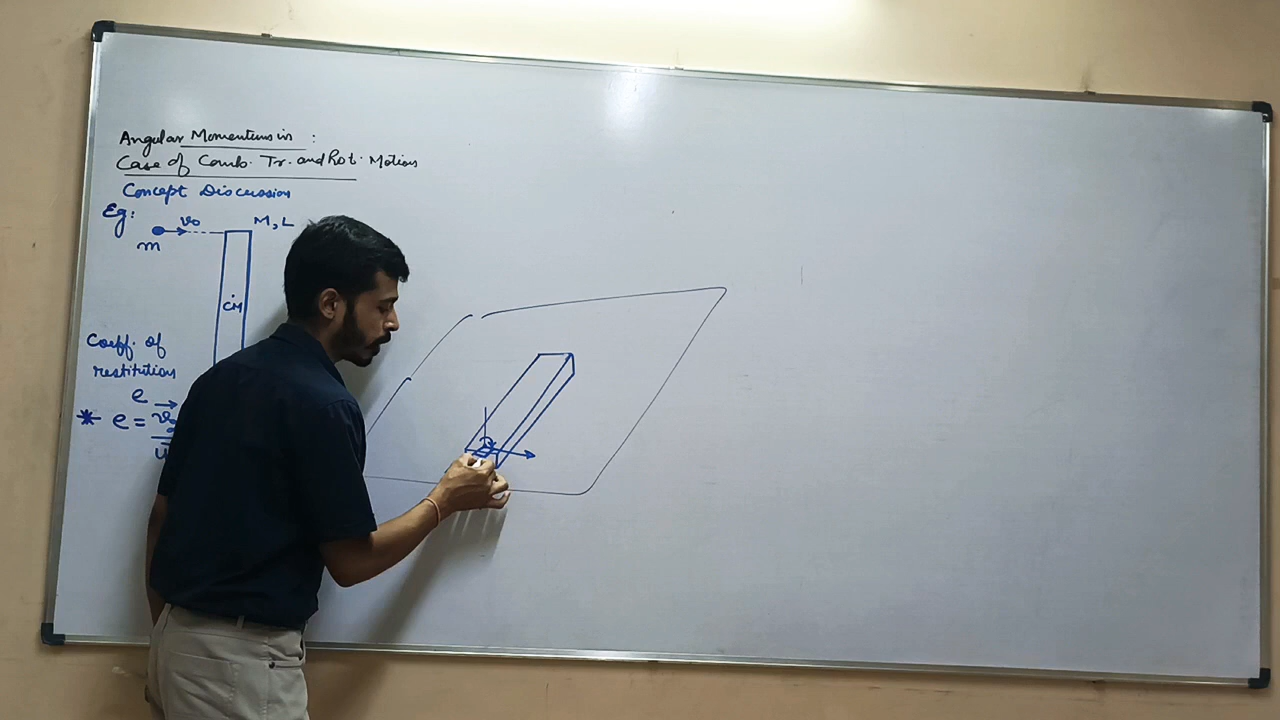 Angular Momentum in :
Case of Comb. Tr. and Rot. Motion
Concept Discussion
Eg:
v₀
M, L
m
CM
Coeff. of
restitution
e →
* e =